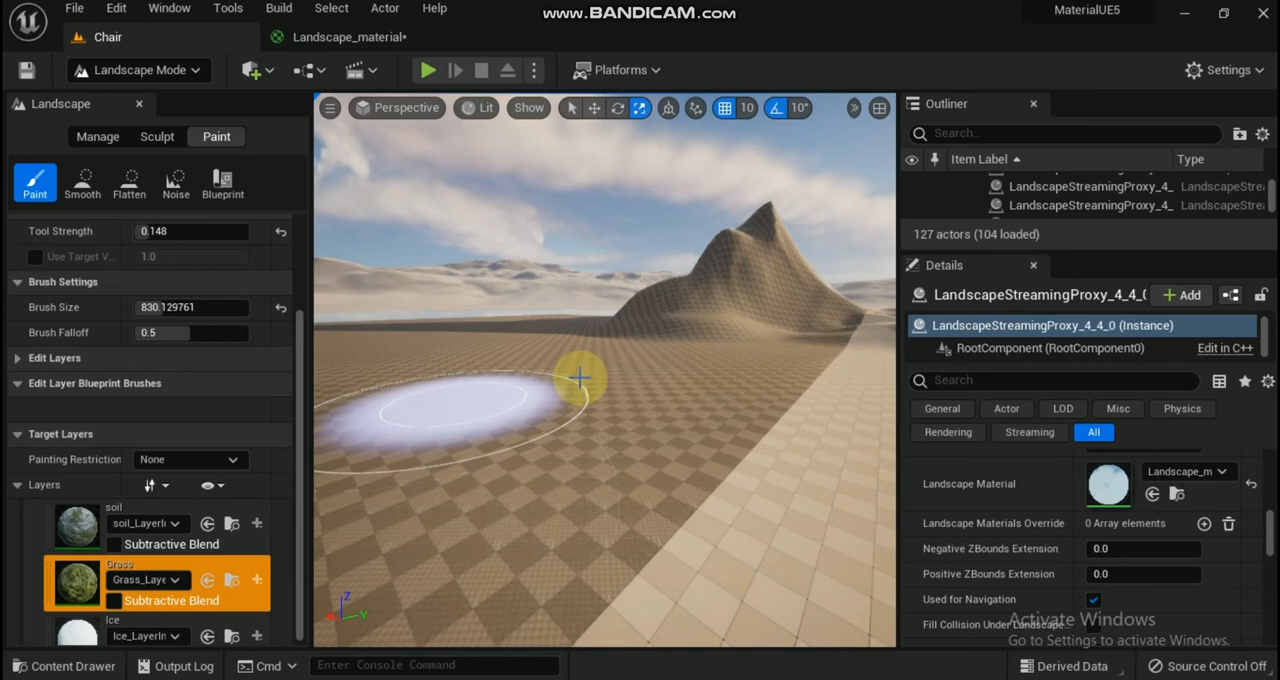 File Edit Window Tools Build Select Actor Help
www.BANDICAM.com
MaterialUE5
Chair
Landscape_material*
Landscape Mode
Platforms
Settings
Landscape
Manage Sculpt Paint
Paint Smooth Flatten Noise Blueprint
Tool Strength 0.148
Use Target V... 1.0
Brush Settings
Brush Size 830.129761
Brush Falloff 0.5
Edit Layers
Edit Layer Blueprint Brushes
Target Layers
Painting Restriction None
Layers
soil
soil_LayerIn
Subtractive Blend
Grass
Grass_Laye
Subtractive Blend
Ice
Ice_LayerIn
Perspective Lit Show 10 10°
Z
Y
Outliner
Search...
Item Label Type
LandscapeStreamingProxy_4_ LandscapeStrea
LandscapeStreamingProxy_4_ LandscapeStrea
127 actors (104 loaded)
Details
LandscapeStreamingProxy_4_4_0 Add
LandscapeStreamingProxy_4_4_0 (Instance)
RootComponent (RootComponent0) Edit in C++
Search
General Actor LOD Misc Physics
Rendering Streaming All
Landscape Material Landscape_m
Landscape Materials Override 0 Array elements
Negative ZBounds Extension 0.0
Positive ZBounds Extension 0.0
Used for Navigation
Fill Collision Under Landscape
Activate Windows
Go to Settings to activate Windows.
Content Drawer Output Log Cmd Enter Console Command Derived Data Source Control Off